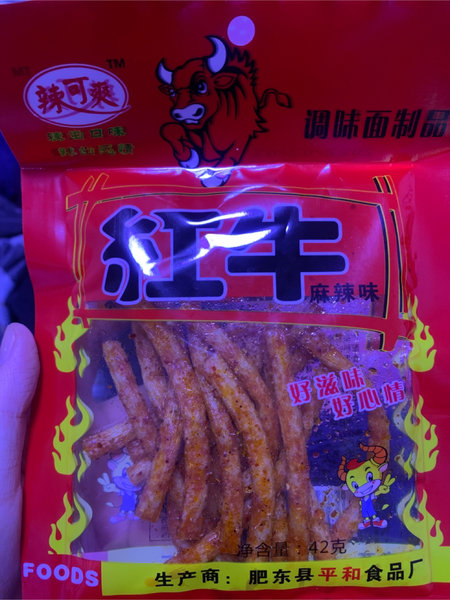 TM
辣可爽
调味面制品
红牛
麻辣味
好滋味
好心情
净含量：42克
FOODS
生产商：肥东县平和食品厂